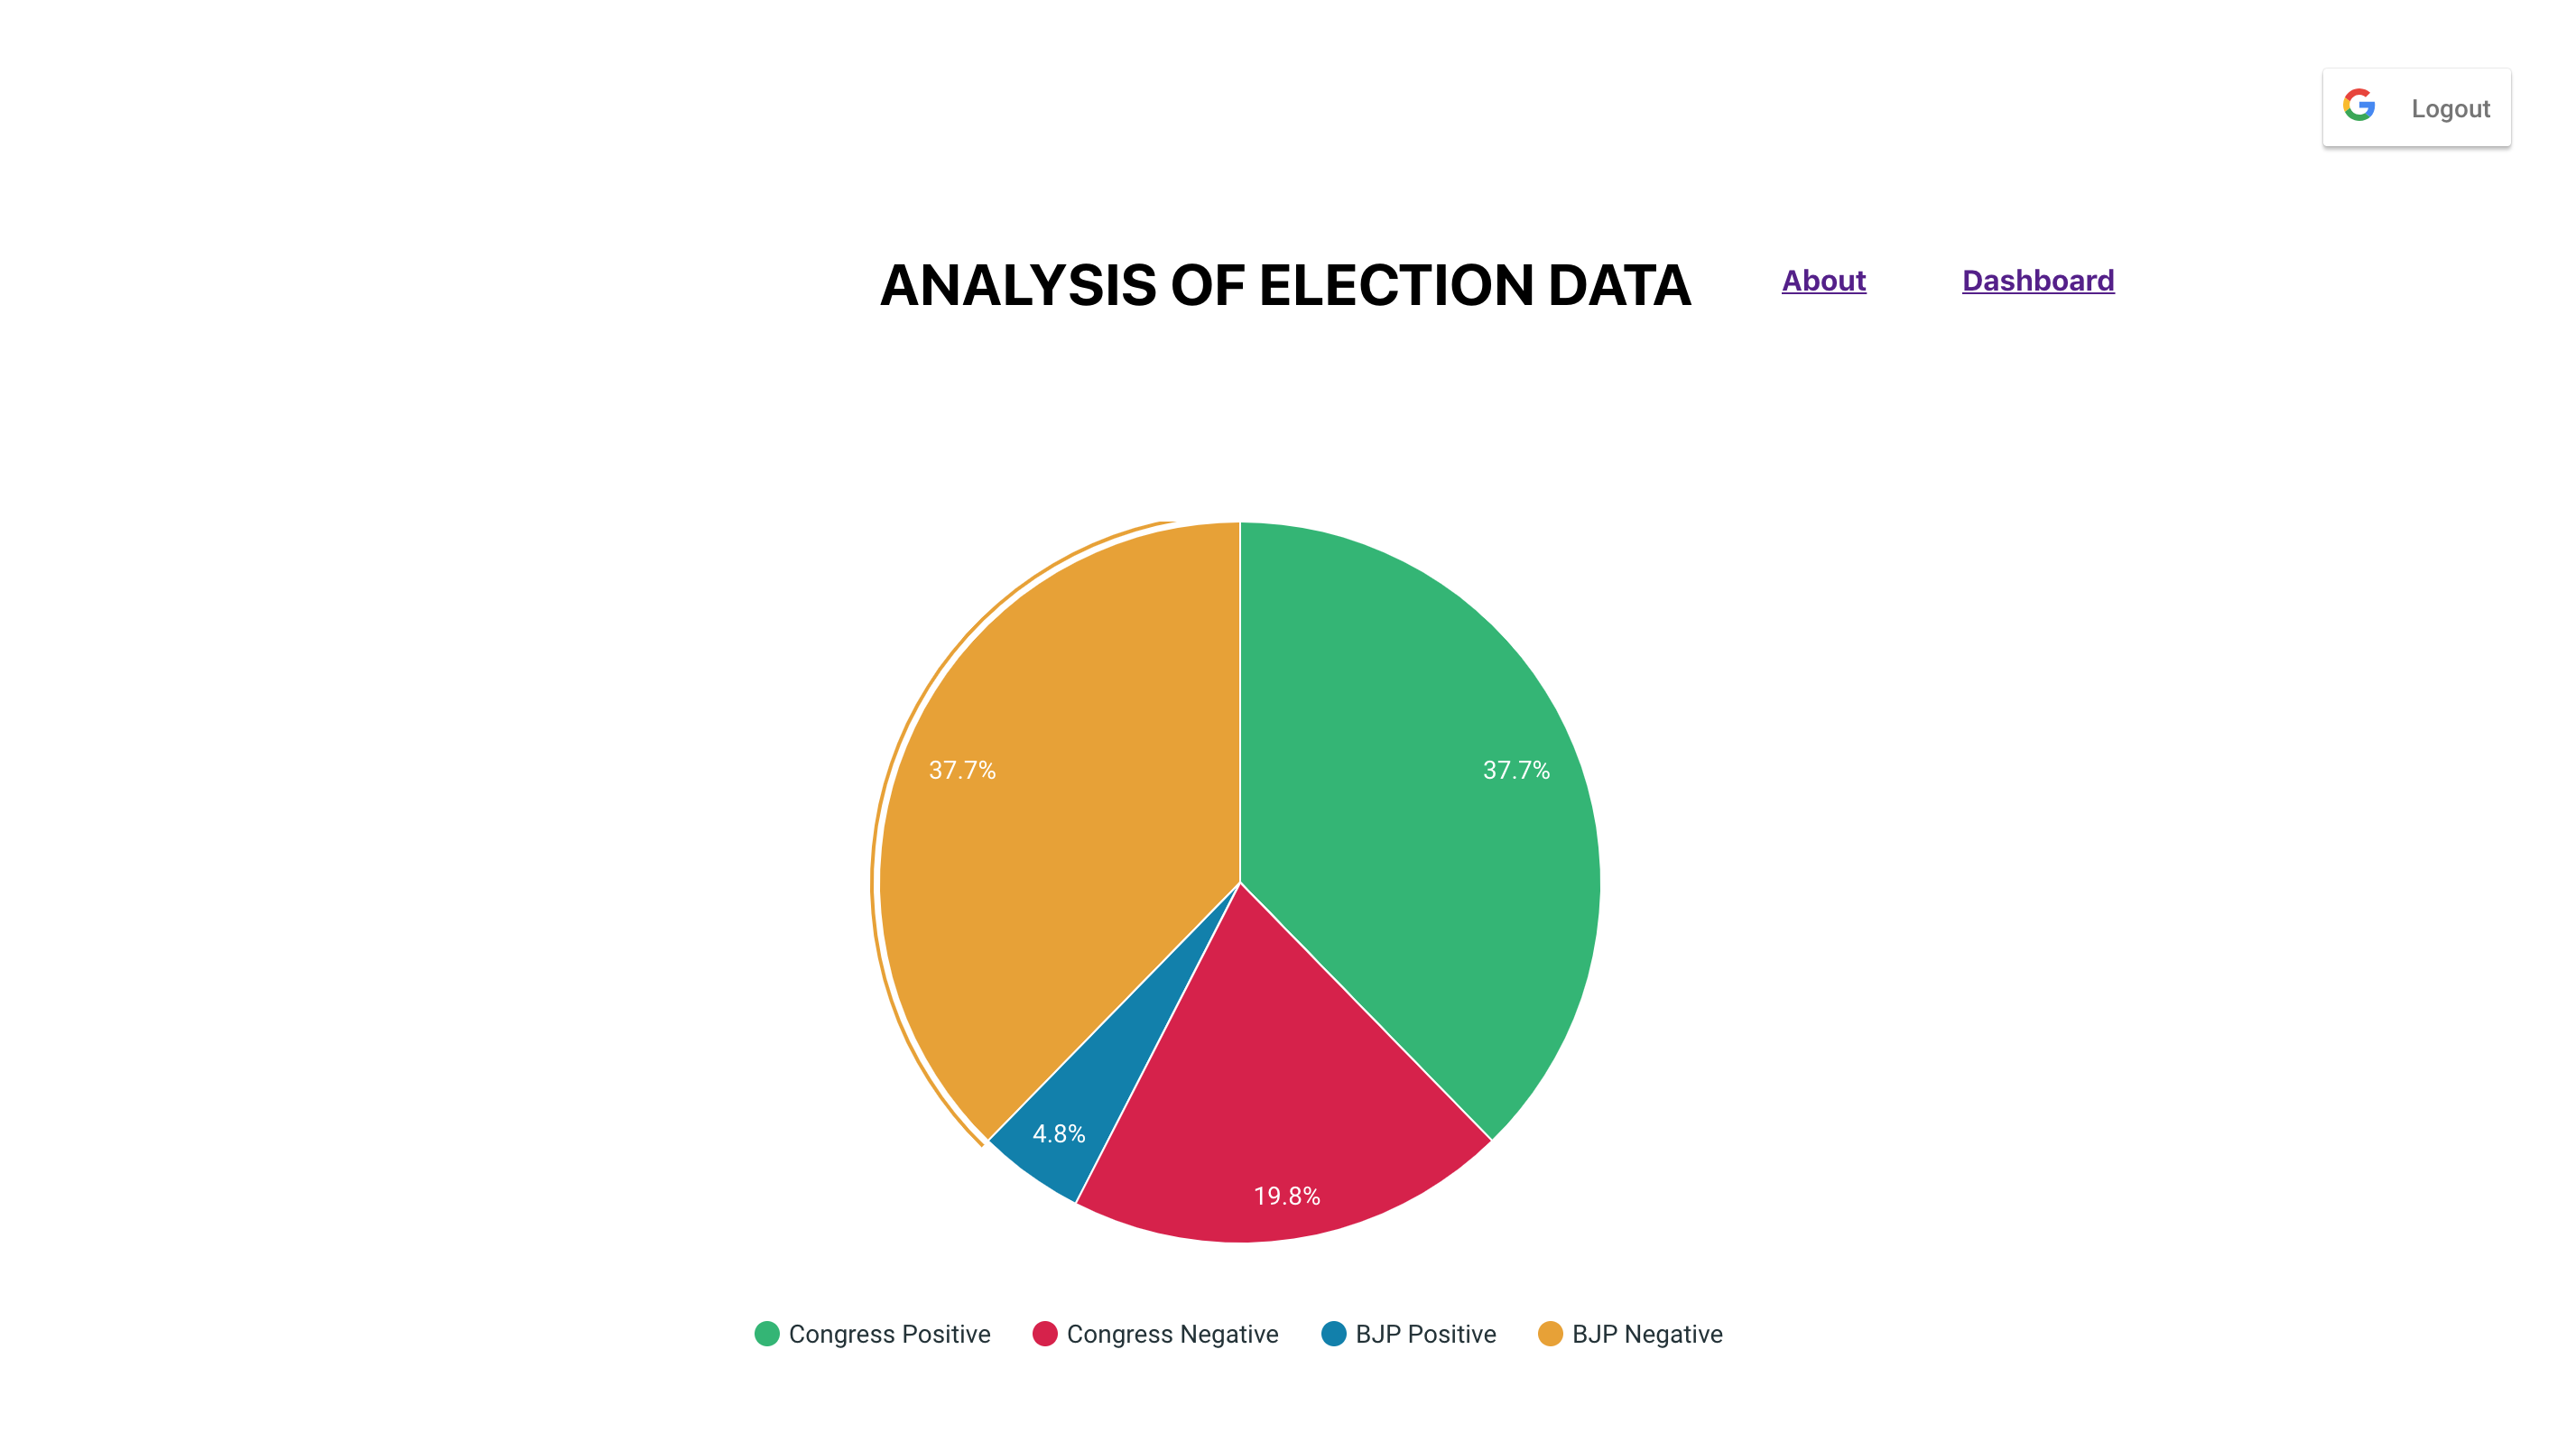 Logout
ANALYSIS OF ELECTION DATA About Dashboard
37.7% 37.7%
4.8%
19.8%
Congress Positive Congress Negative BJP Positive BJP Negative